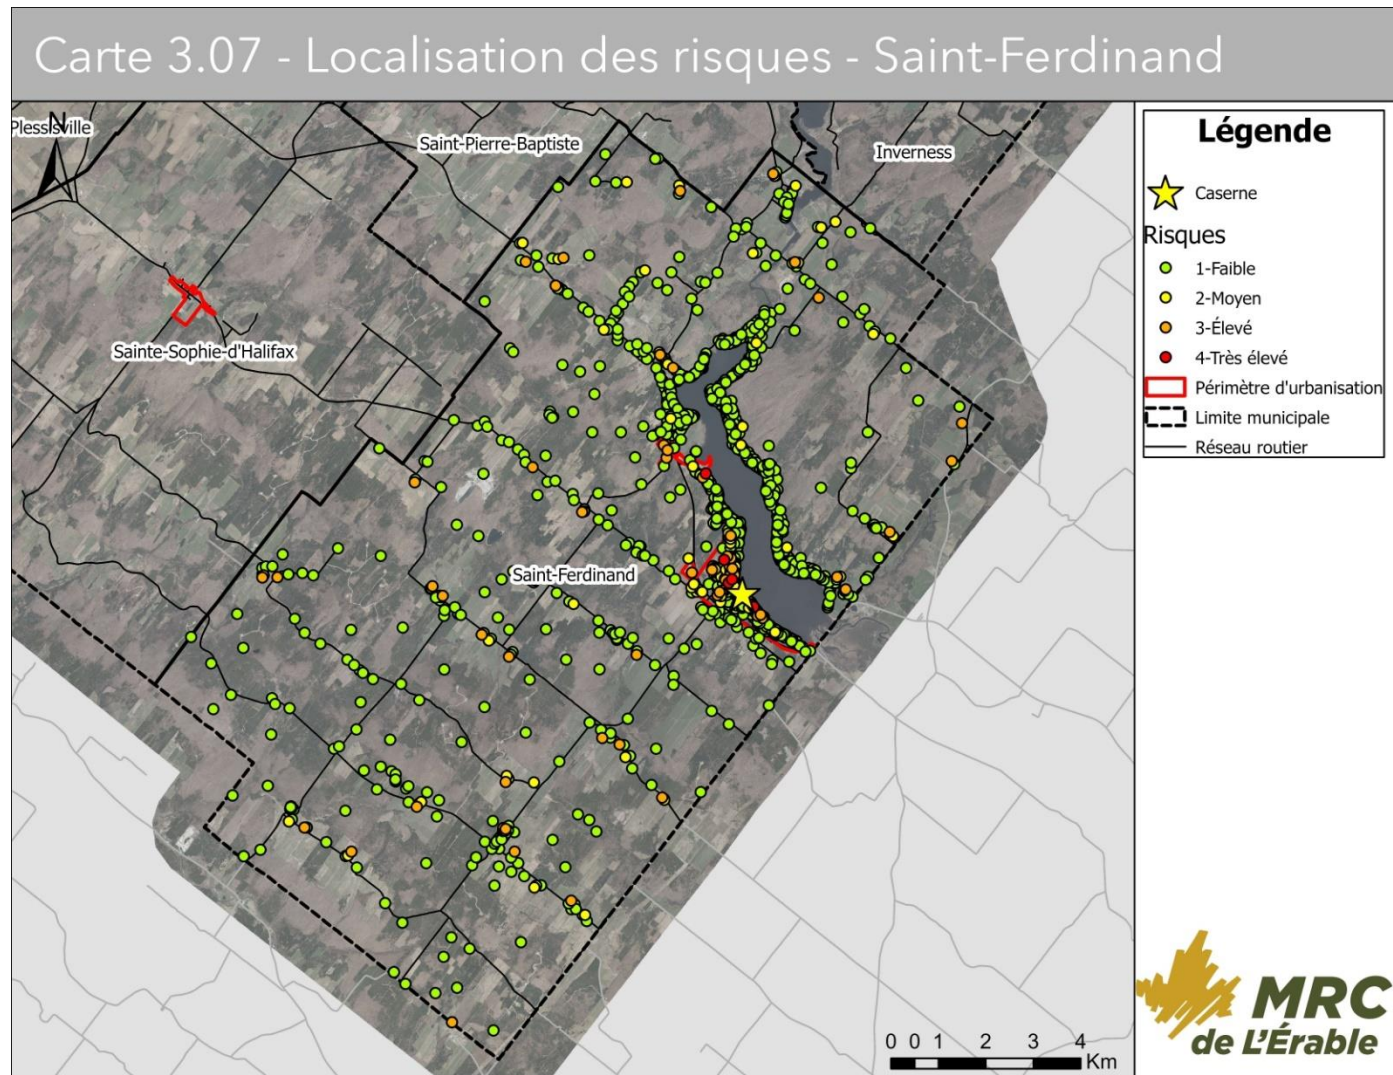 Carte 3.07 - Localisation des risques - Saint-Ferdinand
Plessisville
N
Saint-Pierre-Baptiste
Inverness
Sainte-Sophie-d'Halifax
Saint-Ferdinand
Légende
Caserne
Risques
1-Faible
2-Moyen
3-Élevé
4-Très élevé
Périmètre d'urbanisation
Limite municipale
Réseau routier
0 0 1 2 3 4
Km
MRC
de L'Érable